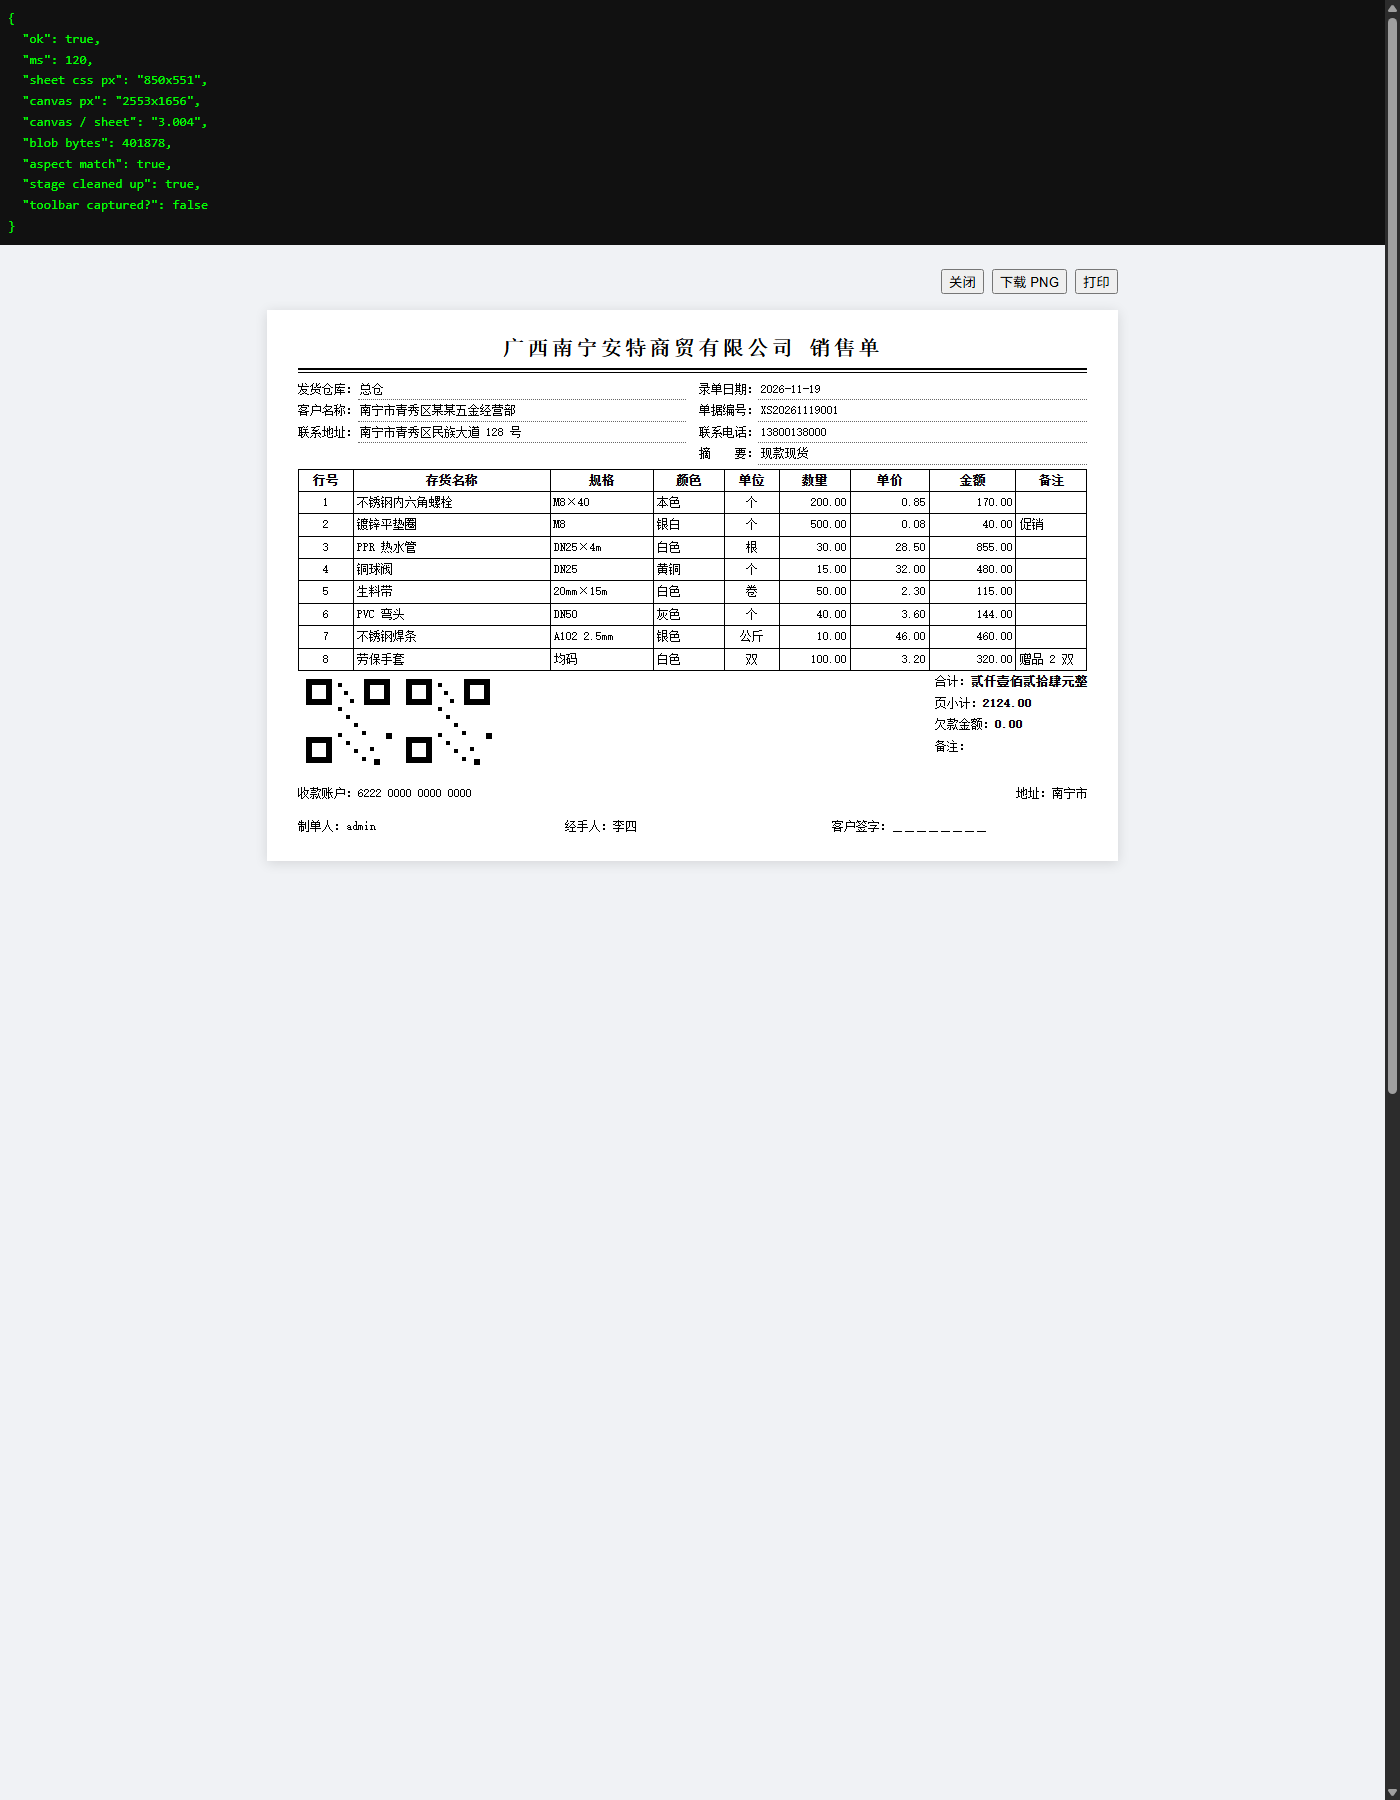 {
"ok": true,
"ms": 120,
"sheet css px": "850x551",
"canvas px": "2553x1656",
"canvas / sheet": "3.004",
"blob bytes": 401878,
"aspect match": true,
"stage cleaned up": true,
"toolbar captured?": false
}
关闭 下载 PNG 打印
广西南宁安特商贸有限公司 销售单
发货仓库: 总仓 录单日期: 2026-11-19
客户名称: 南宁市青秀区某某五金经营部 单据编号: XS20261119001
联系地址: 南宁市青秀区民族大道 128 号 联系电话: 13800138000
摘 要: 现款现货
行号 存货名称 规格 颜色 单位 数量 单价 金额 备注
1 不锈钢内六角螺栓 M8×40 本色 个 200.00 0.85 170.00
2 镀锌平垫圈 M8 银白 个 500.00 0.08 40.00 促销
3 PPR 热水管 DN25×4m 白色 根 30.00 28.50 855.00
4 铜球阀 DN25 黄铜 个 15.00 32.00 480.00
5 生料带 20mm×15m 白色 卷 50.00 2.30 115.00
6 PVC 弯头 DN50 灰色 个 40.00 3.60 144.00
7 不锈钢焊条 A102 2.5mm 银色 公斤 10.00 46.00 460.00
8 劳保手套 均码 白色 双 100.00 3.20 320.00 赠品 2 双
合计: 贰仟壹佰贰拾肆元整
页小计: 2124.00
欠款金额: 0.00
备注:
收款账户: 6222 0000 0000 0000 地址: 南宁市
制单人: admin 经手人: 李四 客户签字: ________